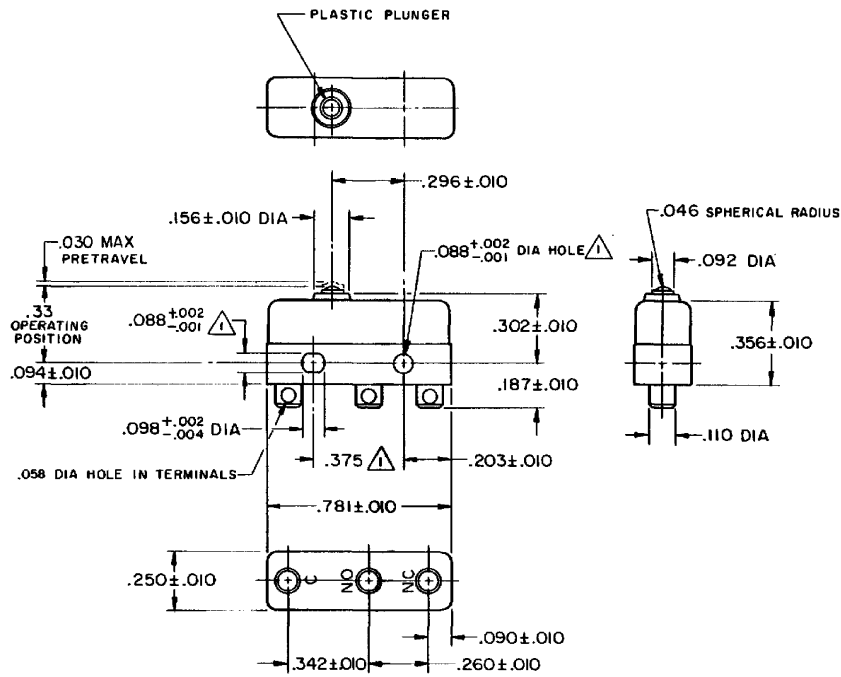 PLASTIC PLUNGER
.296±.010
.156±.010 DIA
.046 SPHERICAL RADIUS
.030 MAX
PRETRAVEL
.088+.002-.001 DIA HOLE 1
.092 DIA
.33
OPERATING
POSITION
.088+.002-.001 1
.302±.010
.356±.010
.094±.010
.187±.010
.098+.002-.004 DIA
.110 DIA
.375 1
.203±.010
.058 DIA HOLE IN TERMINALS
.781±.010
.250±.010
C
NO
NC
.090±.010
.342±.010
.260±.010